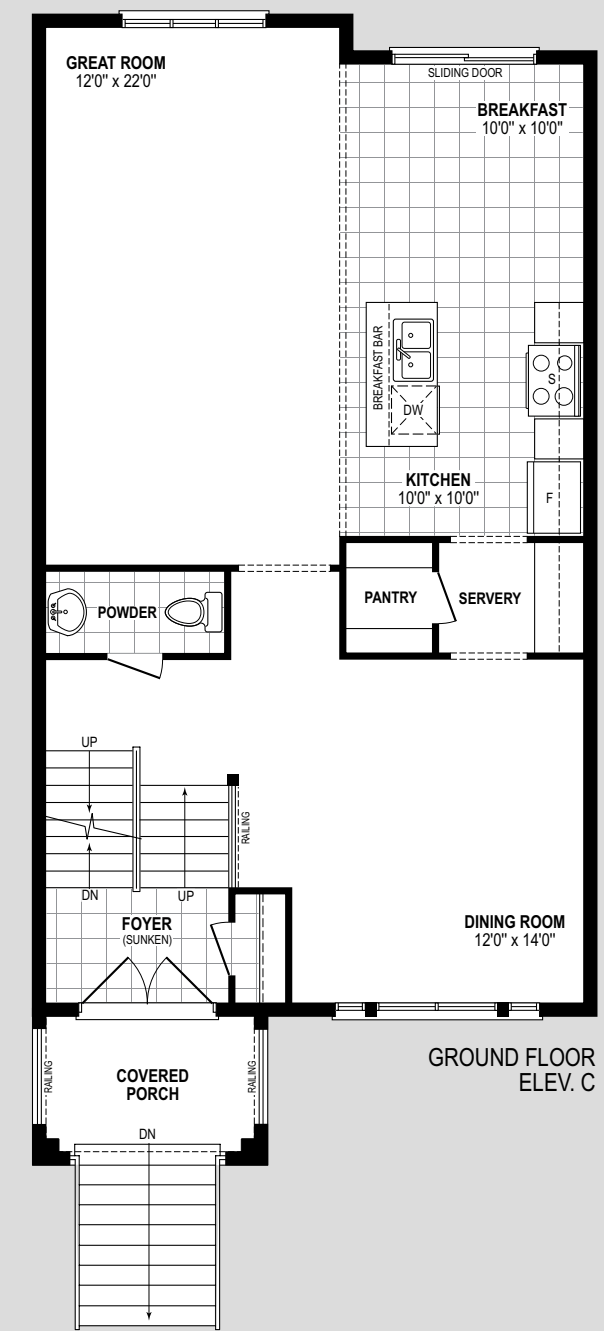 GREAT ROOM
12'0" x 22'0"
SLIDING DOOR
BREAKFAST
10'0" x 10'0"
BREAKFAST BAR
DW
S
KITCHEN
10'0" x 10'0"
F
POWDER
PANTRY
SERVERY
UP
RAILING
DN
UP
FOYER
(SUNKEN)
DINING ROOM
12'0" x 14'0"
GROUND FLOOR
ELEV. C
RAILING
COVERED
PORCH
RAILING
DN